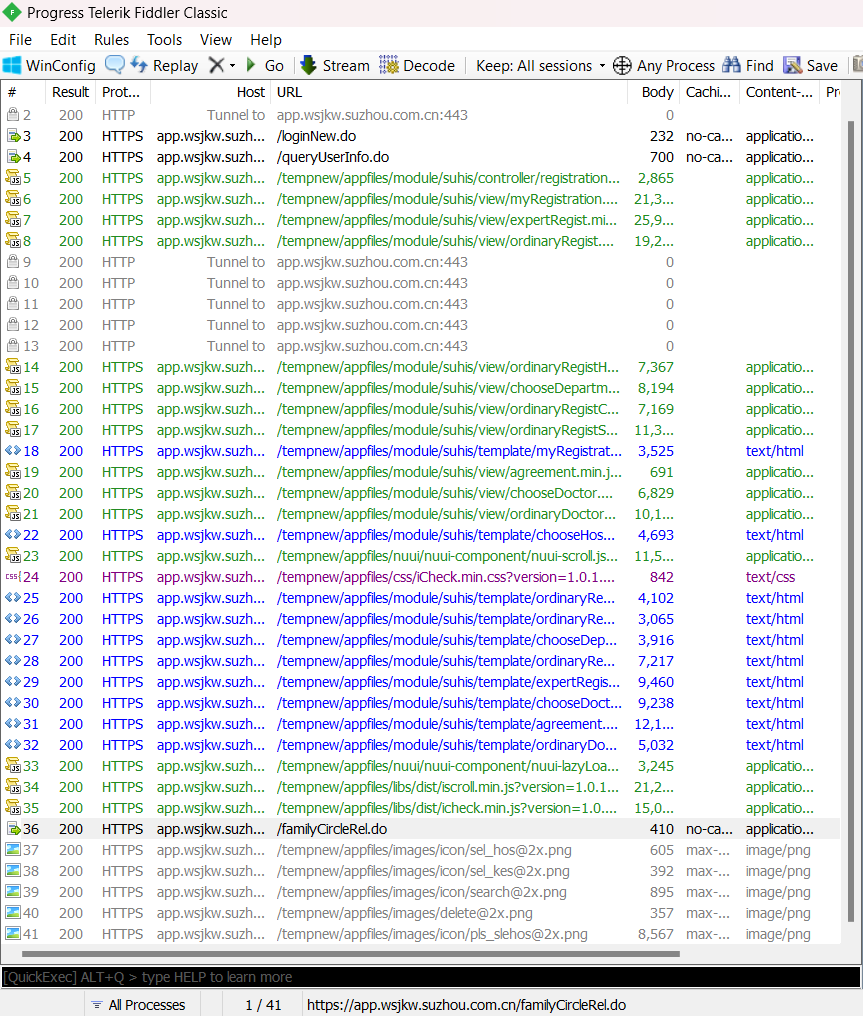 Progress Telerik Fiddler Classic
File Edit Rules Tools View Help
WinConfig Replay Go Stream Decode Keep: All sessions Any Process Find Save
# Result Prot... Host URL Body Cachi... Content-... Pr
2 200 HTTP Tunnel to app.wsjkw.suzhou.com.cn:443 0
3 200 HTTPS app.wsjkw.suzh... /loginNew.do 232 no-ca... applicatio...
4 200 HTTPS app.wsjkw.suzh... /queryUserInfo.do 700 no-ca... applicatio...
5 200 HTTPS app.wsjkw.suzh... /tempnew/appfiles/module/suhis/controller/registration... 2,865 applicatio...
6 200 HTTPS app.wsjkw.suzh... /tempnew/appfiles/module/suhis/view/myRegistration.... 21,3... applicatio...
7 200 HTTPS app.wsjkw.suzh... /tempnew/appfiles/module/suhis/view/expertRegist.mi... 25,9... applicatio...
8 200 HTTPS app.wsjkw.suzh... /tempnew/appfiles/module/suhis/view/ordinaryRegist.... 19,2... applicatio...
9 200 HTTP Tunnel to app.wsjkw.suzhou.com.cn:443 0
10 200 HTTP Tunnel to app.wsjkw.suzhou.com.cn:443 0
11 200 HTTP Tunnel to app.wsjkw.suzhou.com.cn:443 0
12 200 HTTP Tunnel to app.wsjkw.suzhou.com.cn:443 0
13 200 HTTP Tunnel to app.wsjkw.suzhou.com.cn:443 0
14 200 HTTPS app.wsjkw.suzh... /tempnew/appfiles/module/suhis/view/ordinaryRegistH... 7,367 applicatio...
15 200 HTTPS app.wsjkw.suzh... /tempnew/appfiles/module/suhis/view/chooseDepartm... 8,194 applicatio...
16 200 HTTPS app.wsjkw.suzh... /tempnew/appfiles/module/suhis/view/ordinaryRegistC... 7,169 applicatio...
17 200 HTTPS app.wsjkw.suzh... /tempnew/appfiles/module/suhis/view/ordinaryRegistS... 11,3... applicatio...
18 200 HTTPS app.wsjkw.suzh... /tempnew/appfiles/module/suhis/template/myRegistrat... 3,525 text/html
19 200 HTTPS app.wsjkw.suzh... /tempnew/appfiles/module/suhis/view/agreement.min.j... 691 applicatio...
20 200 HTTPS app.wsjkw.suzh... /tempnew/appfiles/module/suhis/view/chooseDoctor.... 6,829 applicatio...
21 200 HTTPS app.wsjkw.suzh... /tempnew/appfiles/module/suhis/view/ordinaryDoctor... 10,1... applicatio...
22 200 HTTPS app.wsjkw.suzh... /tempnew/appfiles/module/suhis/template/chooseHos... 4,693 text/html
23 200 HTTPS app.wsjkw.suzh... /tempnew/appfiles/nuui/nuui-component/nuui-scroll.js... 11,5... applicatio...
24 200 HTTPS app.wsjkw.suzh... /tempnew/appfiles/css/iCheck.min.css?version=1.0.1.... 842 text/css
25 200 HTTPS app.wsjkw.suzh... /tempnew/appfiles/module/suhis/template/ordinaryRe... 4,102 text/html
26 200 HTTPS app.wsjkw.suzh... /tempnew/appfiles/module/suhis/template/ordinaryRe... 3,065 text/html
27 200 HTTPS app.wsjkw.suzh... /tempnew/appfiles/module/suhis/template/chooseDep... 3,916 text/html
28 200 HTTPS app.wsjkw.suzh... /tempnew/appfiles/module/suhis/template/ordinaryRe... 7,217 text/html
29 200 HTTPS app.wsjkw.suzh... /tempnew/appfiles/module/suhis/template/expertRegis... 9,460 text/html
30 200 HTTPS app.wsjkw.suzh... /tempnew/appfiles/module/suhis/template/chooseDoct... 9,238 text/html
31 200 HTTPS app.wsjkw.suzh... /tempnew/appfiles/module/suhis/template/agreement.... 12,1... text/html
32 200 HTTPS app.wsjkw.suzh... /tempnew/appfiles/module/suhis/template/ordinaryDo... 5,032 text/html
33 200 HTTPS app.wsjkw.suzh... /tempnew/appfiles/nuui/nuui-component/nuui-lazyLoa... 3,245 applicatio...
34 200 HTTPS app.wsjkw.suzh... /tempnew/appfiles/libs/dist/iscroll.min.js?version=1.0.1... 21,2... applicatio...
35 200 HTTPS app.wsjkw.suzh... /tempnew/appfiles/libs/dist/icheck.min.js?version=1.0.... 15,0... applicatio...
36 200 HTTPS app.wsjkw.suzh... /familyCircleRel.do 410 no-ca... applicatio...
37 200 HTTPS app.wsjkw.suzh... /tempnew/appfiles/images/icon/sel_hos@2x.png 605 max-... image/png
38 200 HTTPS app.wsjkw.suzh... /tempnew/appfiles/images/icon/sel_kes@2x.png 392 max-... image/png
39 200 HTTPS app.wsjkw.suzh... /tempnew/appfiles/images/icon/search@2x.png 895 max-... image/png
40 200 HTTPS app.wsjkw.suzh... /tempnew/appfiles/images/delete@2x.png 357 max-... image/png
41 200 HTTPS app.wsjkw.suzh... /tempnew/appfiles/images/icon/pls_slehos@2x.png 8,567 max-... image/png
[QuickExec] ALT+Q > type HELP to learn more
All Processes 1 / 41 https://app.wsjkw.suzhou.com.cn/familyCircleRel.do